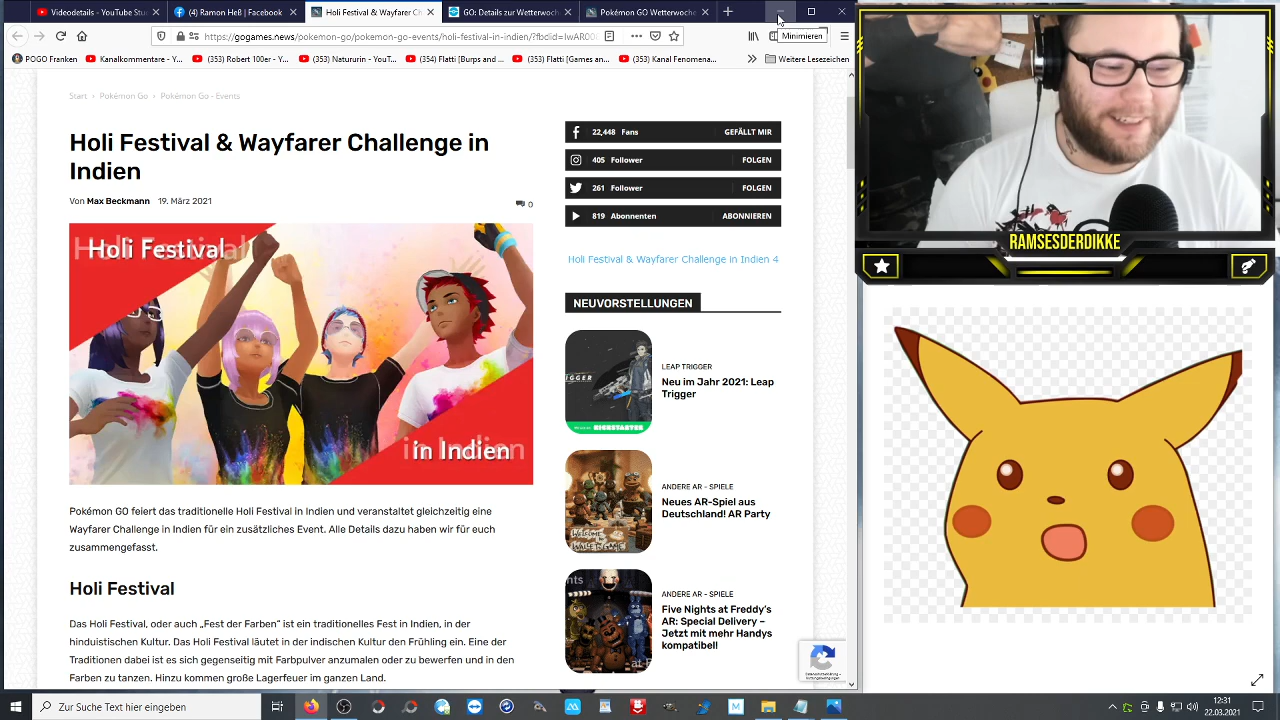 Videodetails - YouTube Stu
(4) Ramon Heß | Facebook
Holi Festival & Wayfarer Challe
GO: Details zur Wetterwoch
Pokémon GO Wetterwoche
Minimieren
https://gogames.news/pokemon-go/pokemon-go-events/holi-festival-in-indien/?fbclid=IwAR00
POGO Franken
Kanalkommentare - Y...
(353) Robert 100er - Y...
(353) Natururin - YouT...
(354) Flatti [Burps and ...
(353) Flatti [Games an...
(353) Kanal Fenomena...
Weitere Lesezeichen
Start › Pokémon Go › Pokémon Go - Events
Holi Festival & Wayfarer Challenge in
Indien
Von Max Beckmann 19. März 2021
0
Holi Festival
in Indien
Pokémon GO feiert das traditionelle Holi Festival in Indien und veranstaltet gleichzeitig eine
Wayfarer Challenge in Indien für ein zusätzliches Event. Alle Details dazu haben wir für euch
zusammengefasst.
Holi Festival
Das Holi Festival, oder auch „Fest der Farben" ist ein traditionelles Fest in Indien, in der
hinduistischen Kultur. Das Holi Festival läutet in der indischen Kultur den Frühling ein. Eine der
Traditionen dabei ist es sich gegenseitig mit Farbpulver anzumalen oder zu bewerfen und in den
Farben zu tanzen. Hinzu kommen große Lagerfeuer im ganzen Land.
22,448 Fans GEFÄLLT MIR
405 Follower FOLGEN
261 Follower FOLGEN
819 Abonnenten ABONNIEREN
Holi Festival & Wayfarer Challenge in Indien 4
NEUVORSTELLUNGEN
LEAP TRIGGER
Neu im Jahr 2021: Leap
Trigger
KICKSTARTER
ANDERE AR - SPIELE
Neues AR-Spiel aus
Deutschland! AR Party
WELCOME
ANDERE AR - SPIELE
Five Nights at Freddy's
AR: Special Delivery –
Jetzt mit mehr Handys
kompatibell
RAMSESDERDIKKE
Zur Suche Text hier eingeben
12:31
22.03.2021